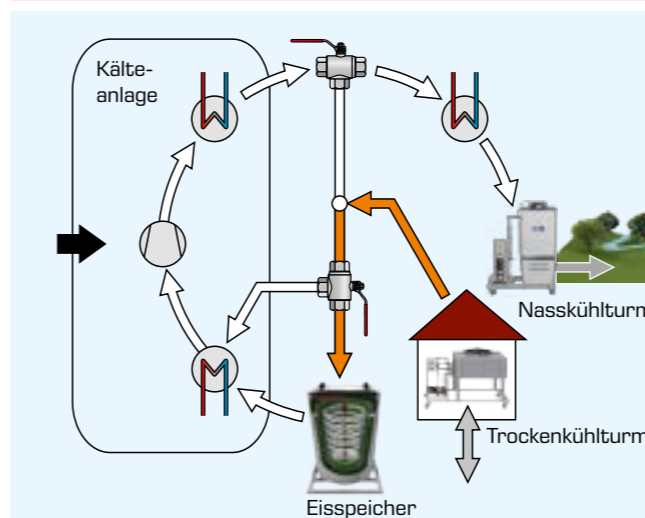 Kälte-
anlage
Nasskühlturm
Trockenkühlturm
Eisspeicher